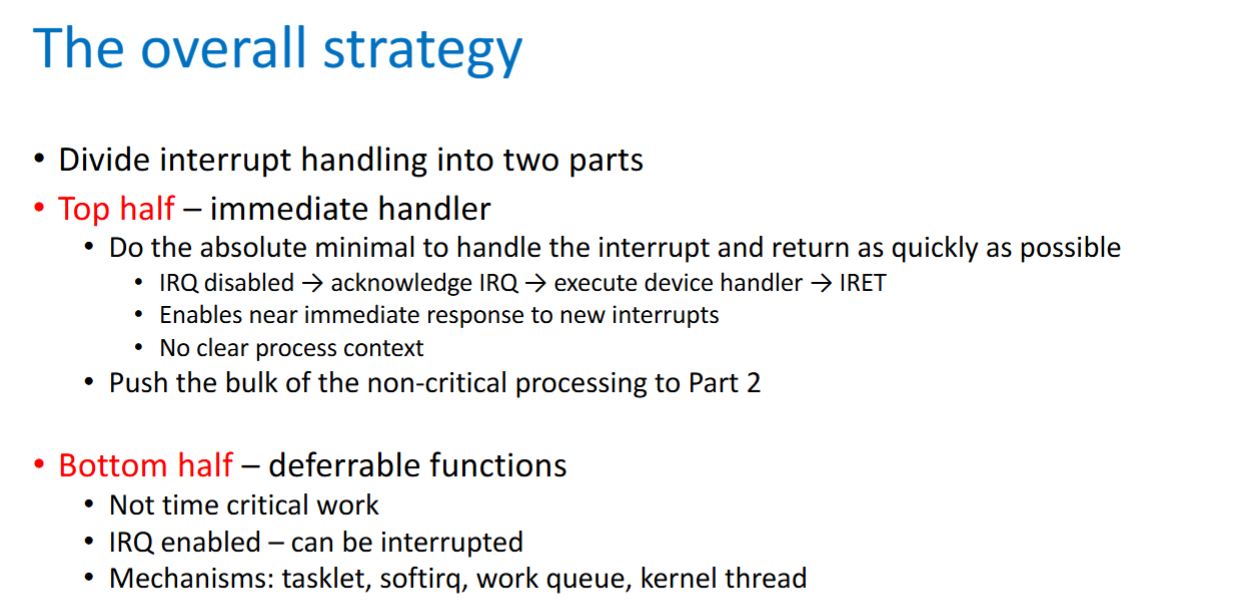 The overall strategy
• Divide interrupt handling into two parts
• Top half – immediate handler
• Do the absolute minimal to handle the interrupt and return as quickly as possible
• IRQ disabled → acknowledge IRQ → execute device handler → IRET
• Enables near immediate response to new interrupts
• No clear process context
• Push the bulk of the non-critical processing to Part 2
• Bottom half – deferrable functions
• Not time critical work
• IRQ enabled – can be interrupted
• Mechanisms: tasklet, softirq, work queue, kernel thread